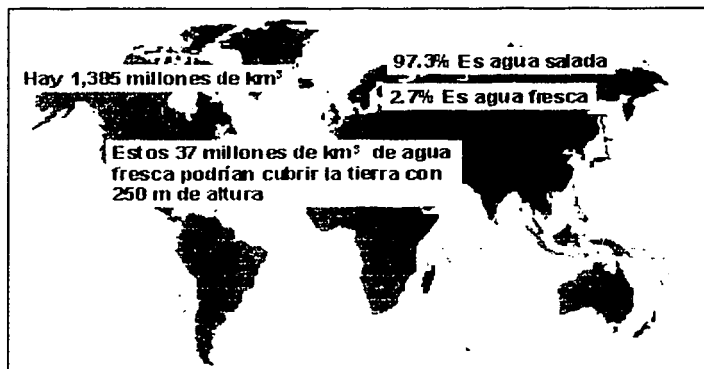 97.3% Es agua salada
Hay 1,385 millones de km³
2.7% Es agua fresca
Estos 37 millones de km³ de agua
fresca podrían cubrir la tierra con
250 m de altura